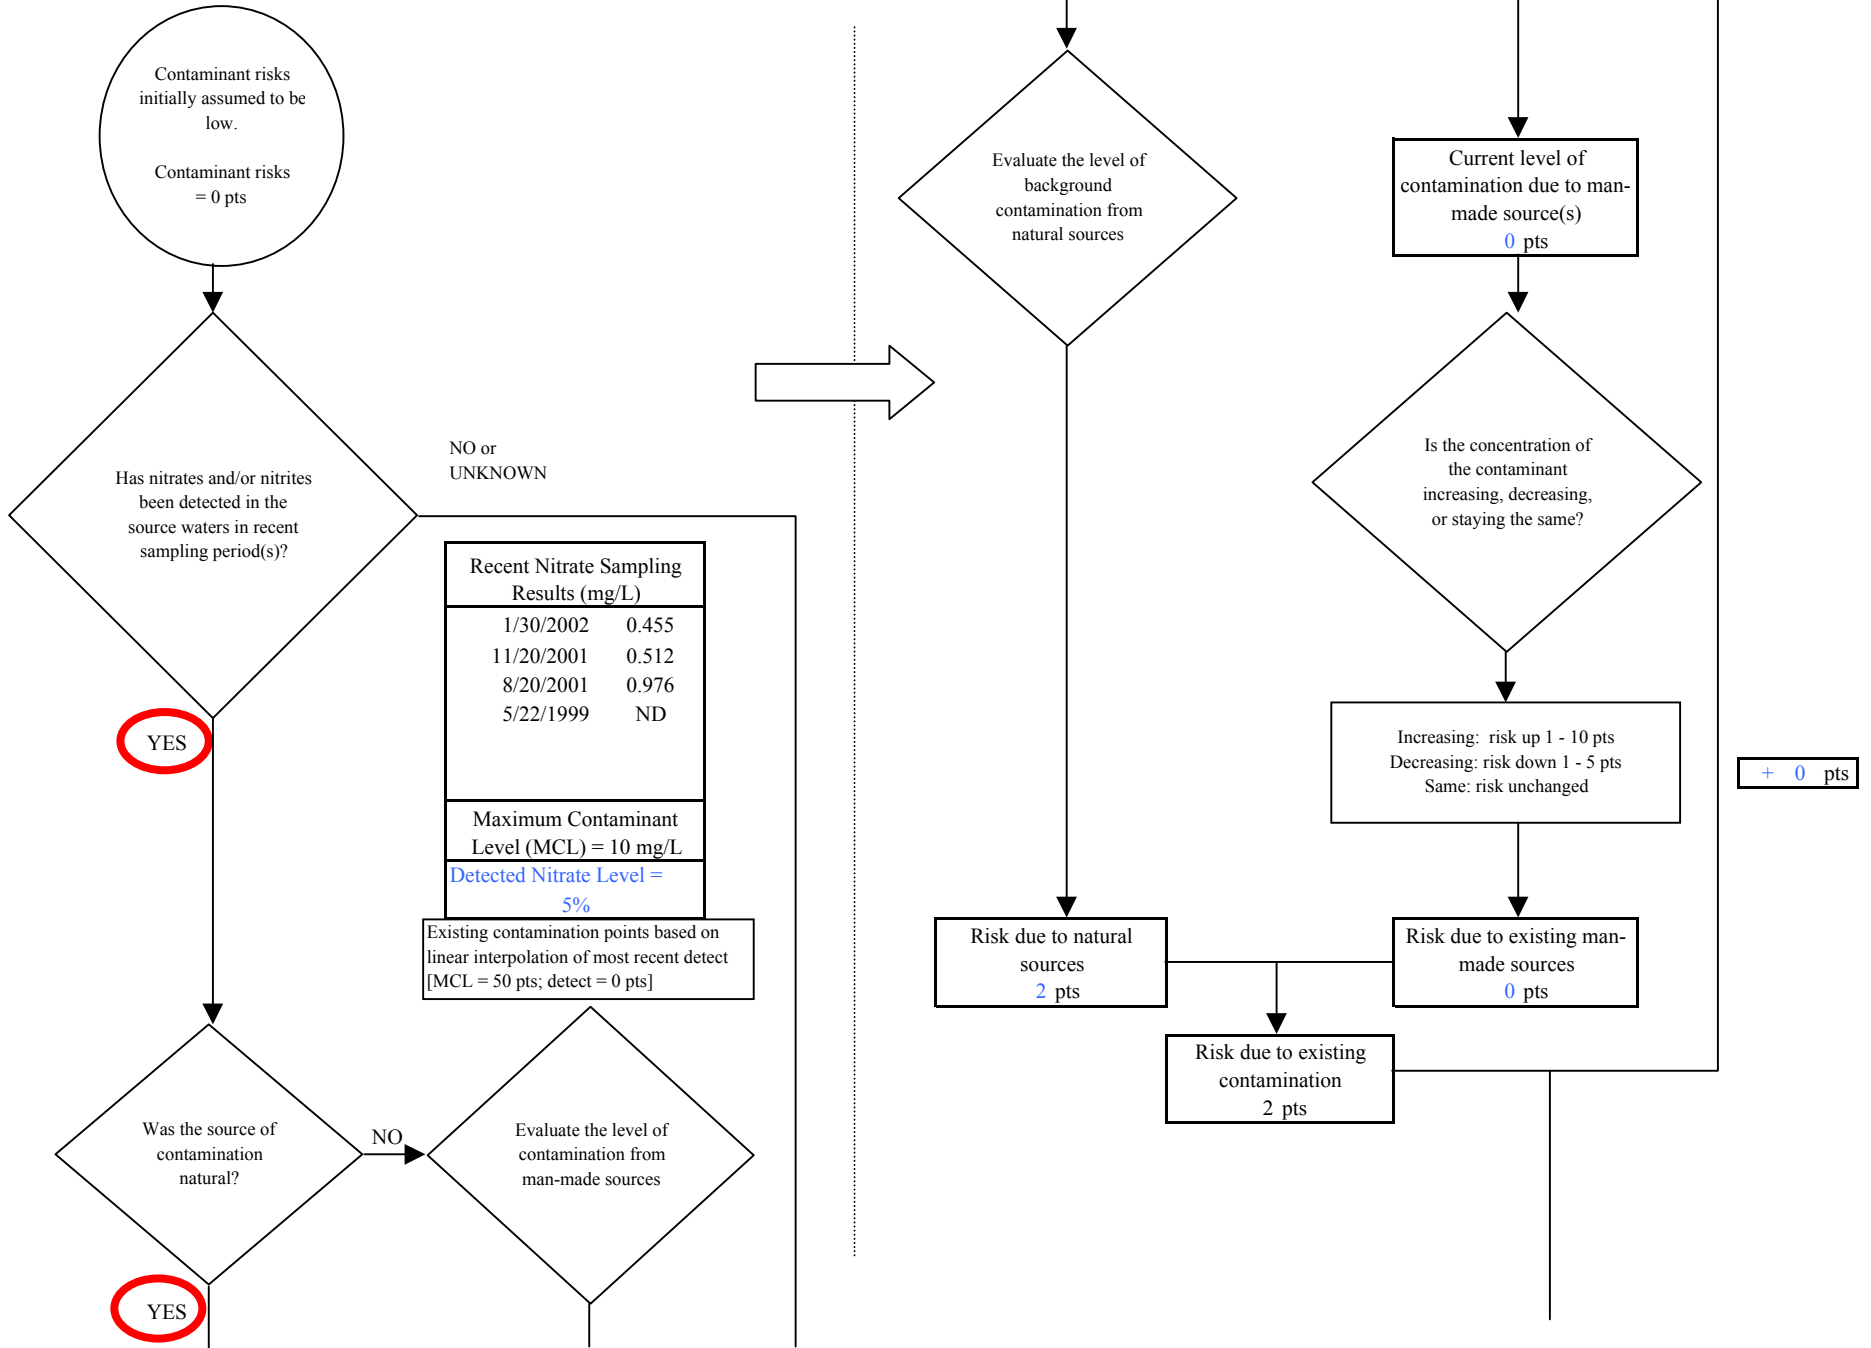 Contaminant risks
initially assumed to be
low.
Contaminant risks
= 0 pts
Has nitrates and/or nitrites
been detected in the
source waters in recent
sampling period(s)?
NO or
UNKNOWN
YES
Recent Nitrate Sampling
Results (mg/L)
1/30/2002 0.455
11/20/2001 0.512
8/20/2001 0.976
5/22/1999 ND
Maximum Contaminant
Level (MCL) = 10 mg/L
Detected Nitrate Level =
5%
Existing contamination points based on
linear interpolation of most recent detect
[MCL = 50 pts; detect = 0 pts]
Was the source of
contamination
natural?
NO
Evaluate the level of
contamination from
man-made sources
YES
Evaluate the level of
background
contamination from
natural sources
Current level of
contamination due to man-
made source(s)
0 pts
Is the concentration of
the contaminant
increasing, decreasing,
or staying the same?
Increasing: risk up 1 - 10 pts
Decreasing: risk down 1 - 5 pts
Same: risk unchanged
+ 0 pts
Risk due to natural
sources
2 pts
Risk due to existing man-
made sources
0 pts
Risk due to existing
contamination
2 pts